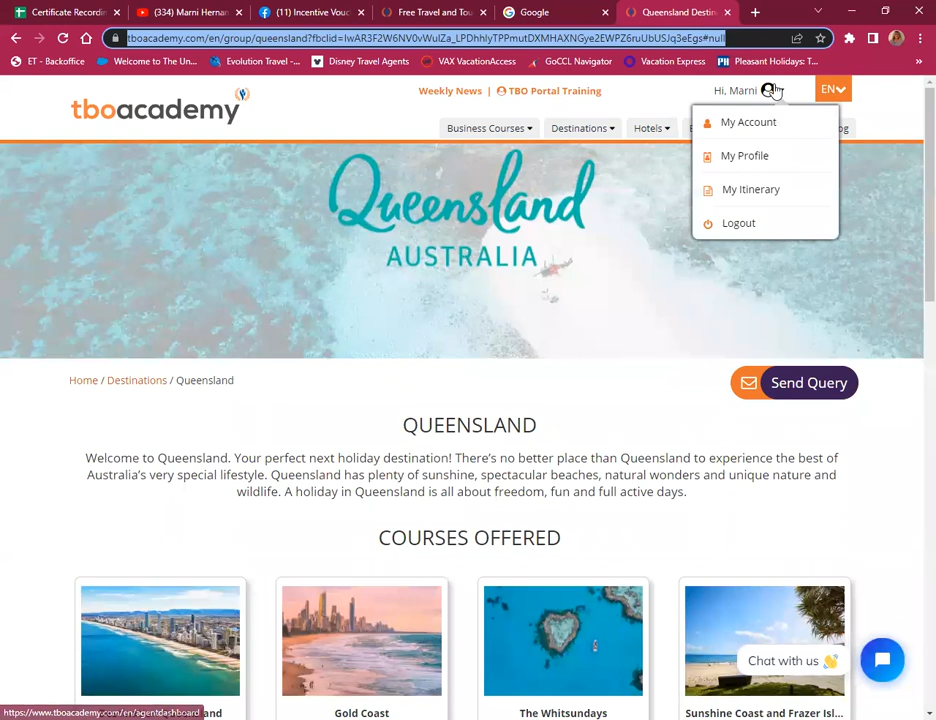 Certificate Recordin
(334) Marni Hernan
(11) Incentive Vouc
Free Travel and Tou
Google
Queensland Destin
tboacademy.com/en/group/queensland?fbclid=IwAR3F2W6NV0vWulZa_LPDhhlyTPPmutDXMHAXNGye2EWPZ6ruUbUSJq3eEgs#null
ET - Backoffice
Welcome to The Un...
Evolution Travel -...
Disney Travel Agents
VAX VacationAccess
GoCCL Navigator
Vacation Express
Pleasant Holidays: T...
»
tboacademy
Weekly News | TBO Portal Training
Hi, Marni
EN
Business Courses
Destinations
Hotels
My Account
My Profile
My Itinerary
Logout
Queensland
AUSTRALIA
Home / Destinations / Queensland
Send Query
QUEENSLAND
Welcome to Queensland. Your perfect next holiday destination! There's no better place than Queensland to experience the best of
Australia's very special lifestyle. Queensland has plenty of sunshine, spectacular beaches, natural wonders and unique nature and
wildlife. A holiday in Queensland is all about freedom, fun and full active days.
COURSES OFFERED
Chat with us 👋
Gold Coast
The Whitsundays
Sunshine Coast and Frazer Isl...
https://www.tboacademy.com/en/agentdashboard